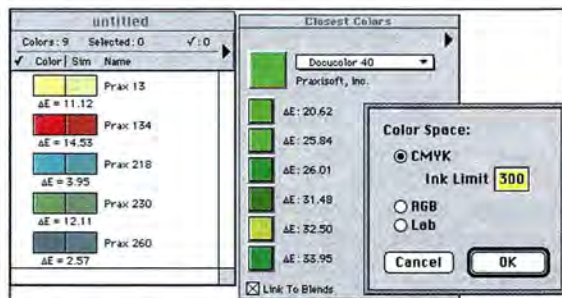 untitled
Colors: 9 Selected: 0 √: 0
✓ Color Sim Name
Prax 13
ΔE = 11.12
Prax 134
ΔE = 14.53
Prax 218
ΔE = 3.95
Prax 230
ΔE = 12.11
Prax 260
ΔE = 2.57
Closest Colors
Docucolor 40
Praxisoft, Inc.
ΔE: 20.62
ΔE: 25.84
ΔE: 26.01
ΔE: 31.48
ΔE: 32.50
ΔE: 33.95
Link To Blends
Color Space:
CMYK
Ink Limit 300
RGB
Lab
Cancel OK